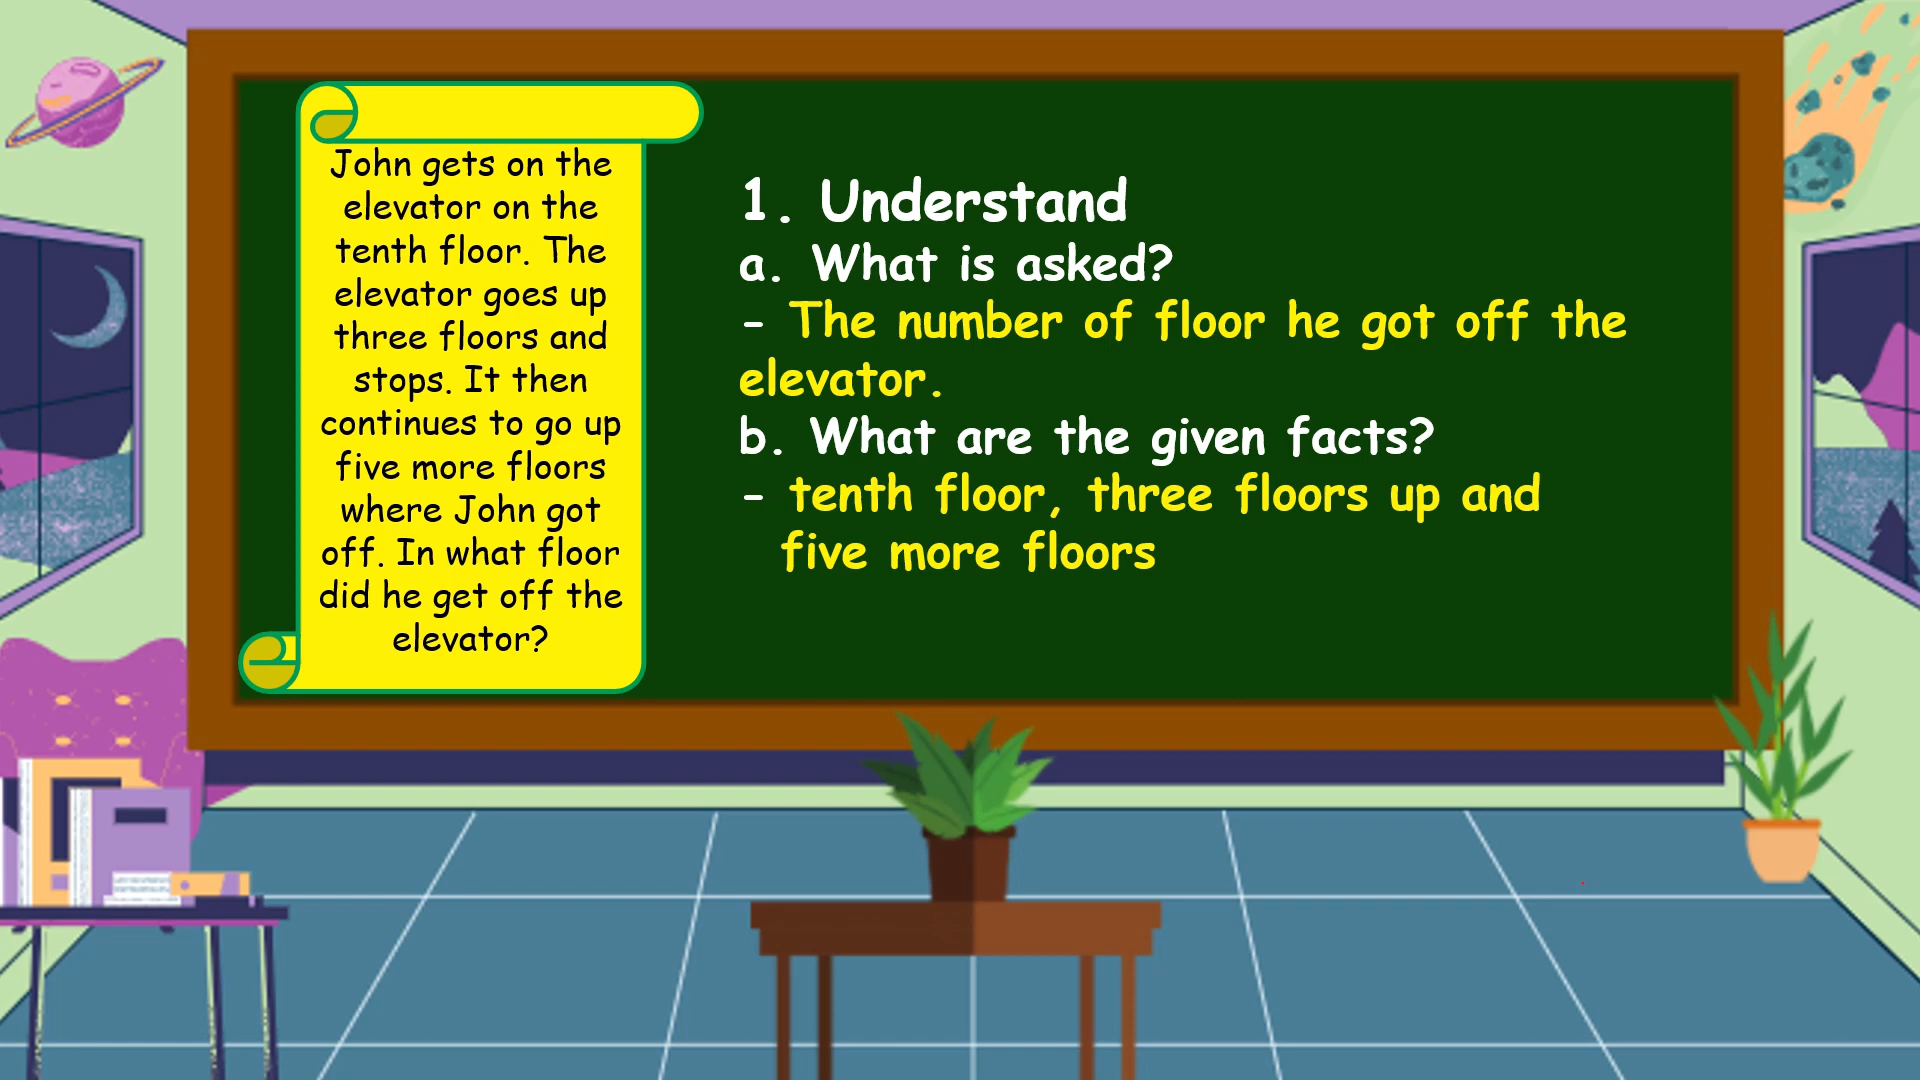 John gets on the
elevator on the
tenth floor. The
elevator goes up
three floors and
stops. It then
continues to go up
five more floors
where John got
off. In what floor
did he get off the
elevator?
1. Understand
a. What is asked?
- The number of floor he got off the
elevator.
b. What are the given facts?
- tenth floor, three floors up and
five more floors